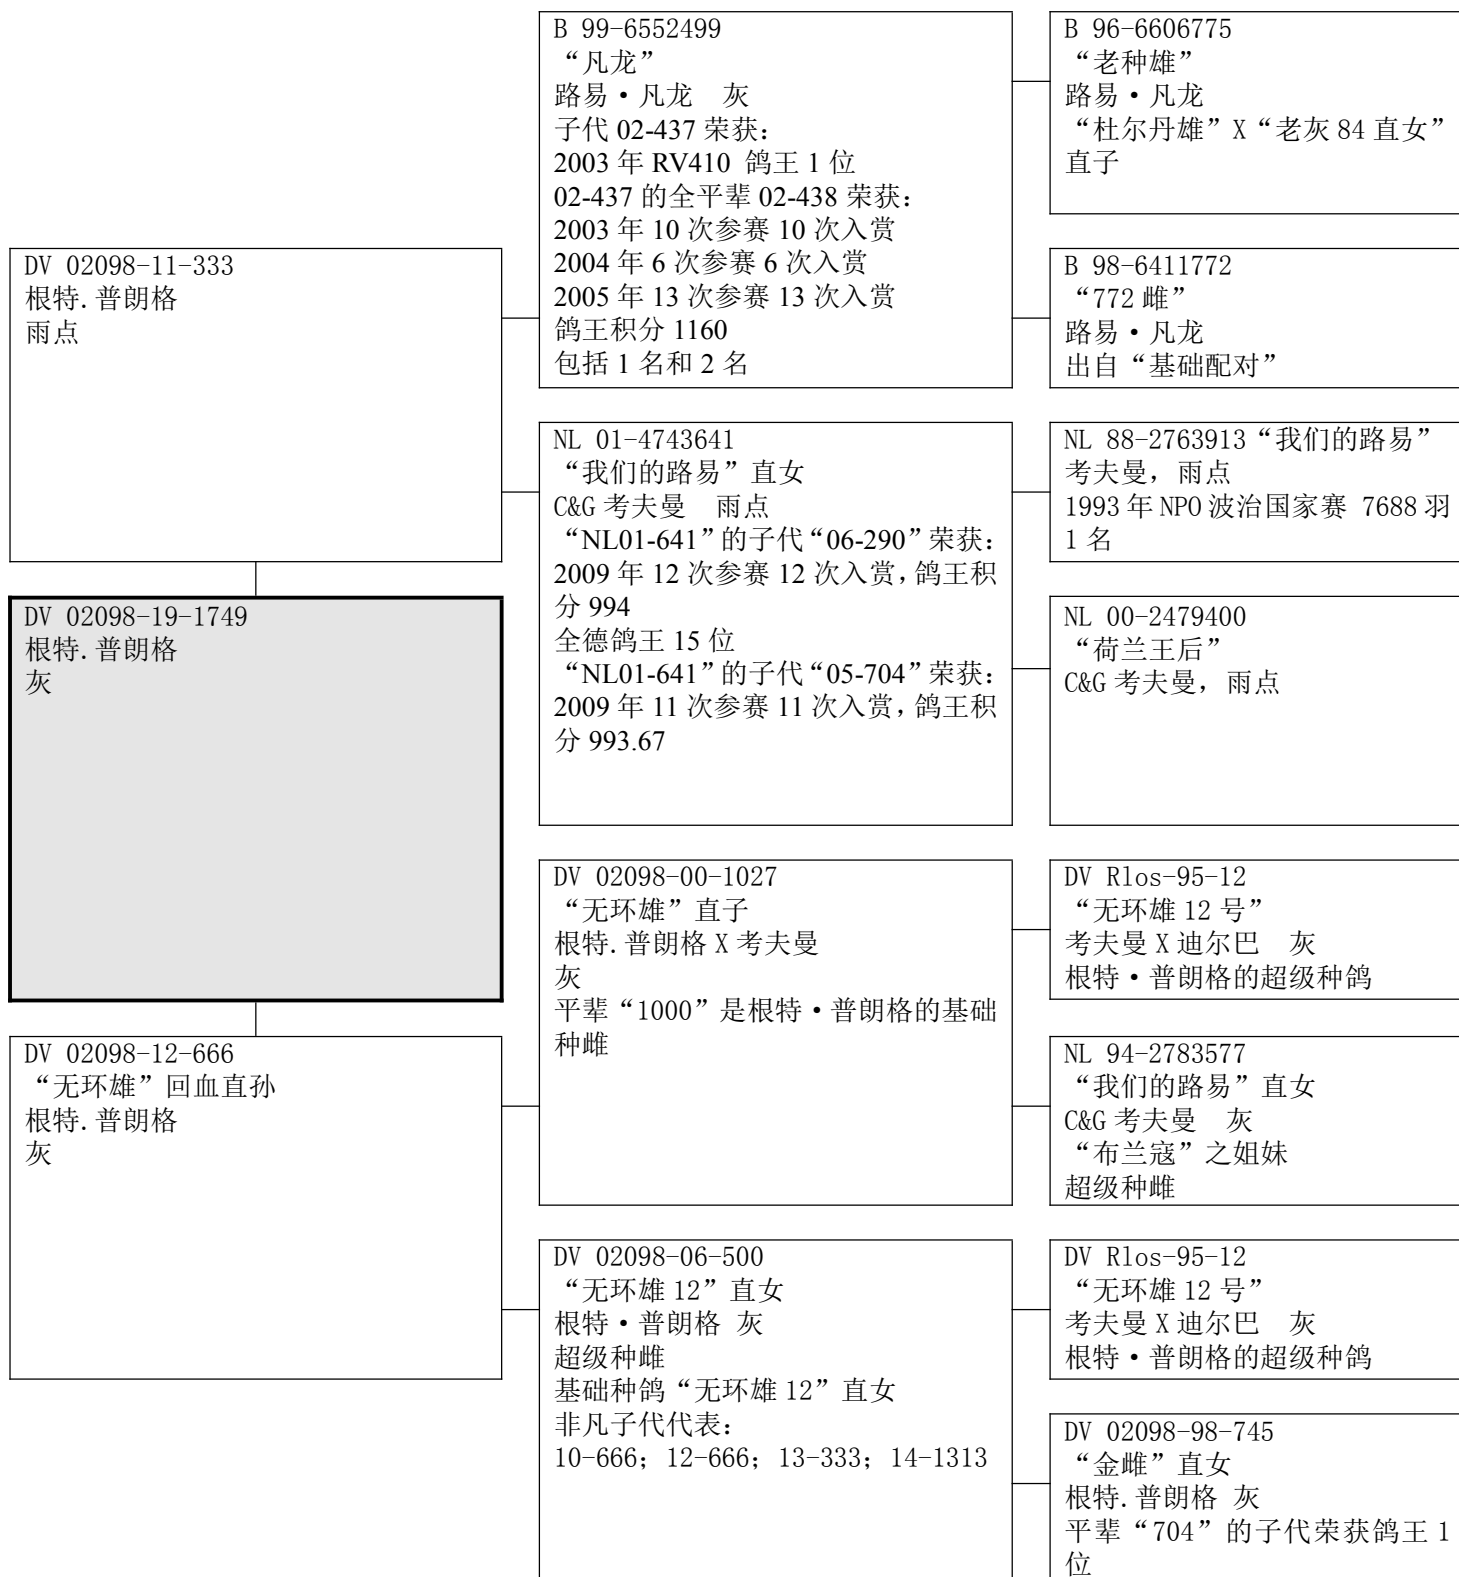 DV 02098-11-333
根特.普朗格
雨点
DV 02098-19-1749
根特.普朗格
灰
DV 02098-12-666
“无环雄”回血直孙
根特.普朗格
灰
B 99-6552499
“凡龙”
路易·凡龙 灰
子代 02-437 荣获：
2003 年 RV410 鸽王 1 位
02-437 的全平辈 02-438 荣获：
2003 年 10 次参赛 10 次入赏
2004 年 6 次参赛 6 次入赏
2005 年 13 次参赛 13 次入赏
鸽王积分 1160
包括 1 名和 2 名
NL 01-4743641
“我们的路易”直女
C&G 考夫曼 雨点
“NL01-641”的子代“06-290”荣获：
2009 年 12 次参赛 12 次入赏，鸽王积
分 994
全德鸽王 15 位
“NL01-641”的子代“05-704”荣获：
2009 年 11 次参赛 11 次入赏，鸽王积
分 993.67
DV 02098-00-1027
“无环雄”直子
根特.普朗格 X 考夫曼
灰
平辈“1000”是根特·普朗格的基础
种雌
DV 02098-06-500
“无环雄 12”直女
根特·普朗格 灰
超级种雌
基础种鸽“无环雄 12”直女
非凡子代代表：
10-666；12-666；13-333；14-1313
B 96-6606775
“老种雄”
路易·凡龙
“杜尔丹雄”X“老灰 84 直女”
直子
B 98-6411772
“772 雌”
路易·凡龙
出自“基础配对”
NL 88-2763913“我们的路易”
考夫曼，雨点
1993 年 NPO 波治国家赛 7688 羽
1 名
NL 00-2479400
“荷兰王后”
C&G 考夫曼，雨点
DV Rlos-95-12
“无环雄 12 号”
考夫曼 X 迪尔巴 灰
根特·普朗格的超级种鸽
NL 94-2783577
“我们的路易”直女
C&G 考夫曼 灰
“布兰寇”之姐妹
超级种雌
DV Rlos-95-12
“无环雄 12 号”
考夫曼 X 迪尔巴 灰
根特·普朗格的超级种鸽
DV 02098-98-745
“金雌”直女
根特.普朗格 灰
平辈“704”的子代荣获鸽王 1
位